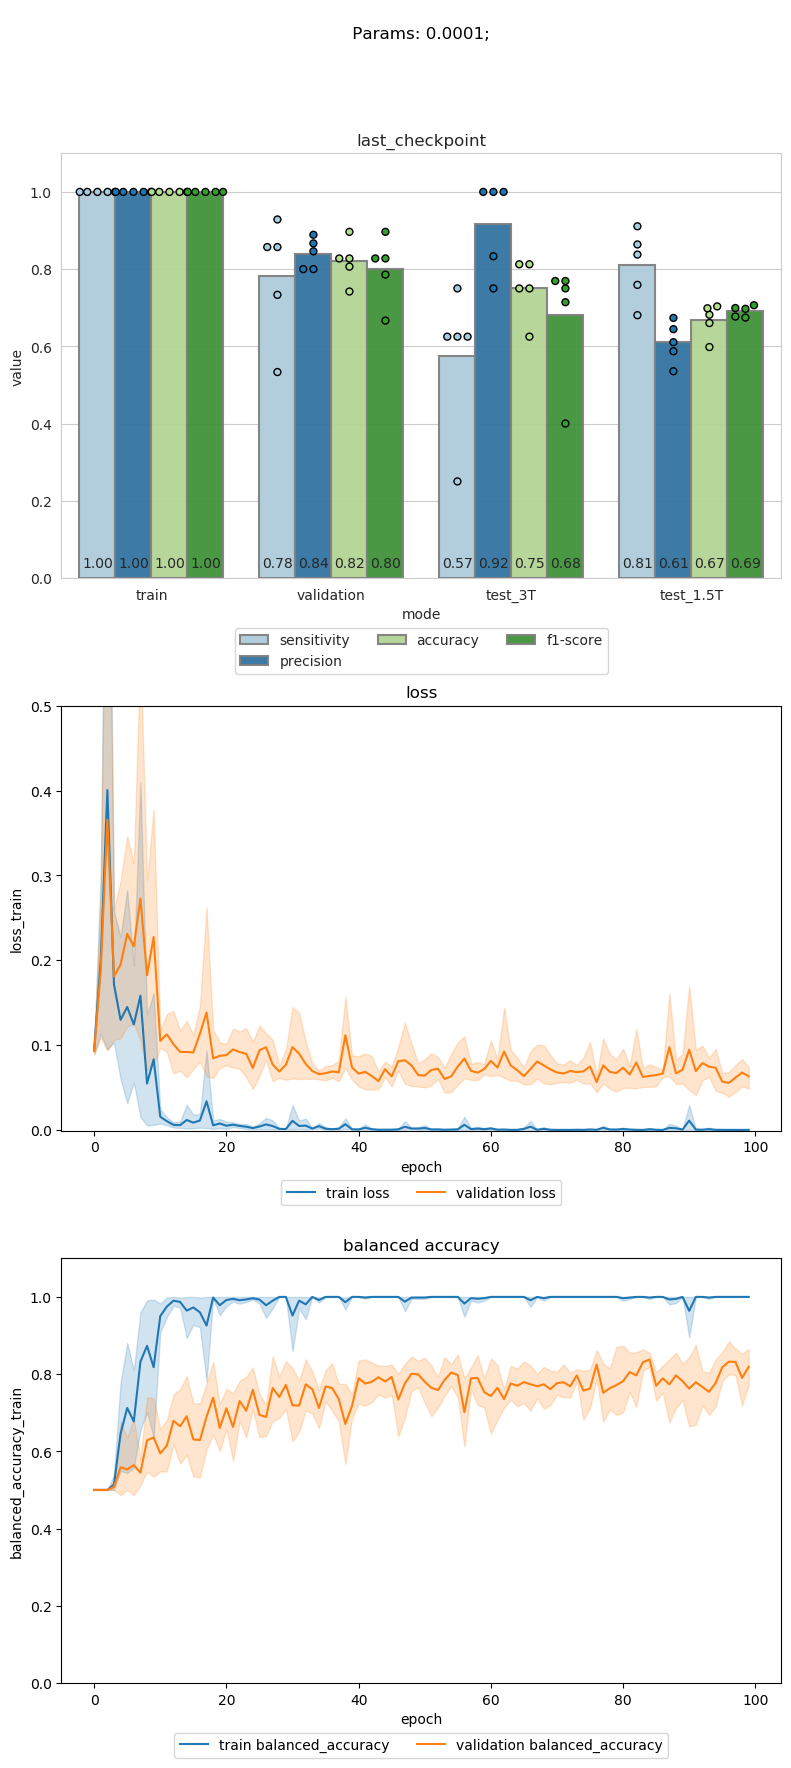 Params: 0.0001;
last_checkpoint
1.0
0.8
0.6
0.4
0.2
0.0
value
1.00 1.00 1.00 1.00 0.78 0.84 0.82 0.80 0.57 0.92 0.75 0.68 0.81 0.61 0.67 0.69
train validation test_3T test_1.5T
mode
sensitivity accuracy f1-score
precision
loss
0.5
0.4
0.3
0.2
0.1
0.0
loss_train
0 20 40 60 80 100
epoch
train loss validation loss
balanced accuracy
1.0
0.8
0.6
0.4
0.2
0.0
balanced_accuracy_train
0 20 40 60 80 100
epoch
train balanced_accuracy validation balanced_accuracy